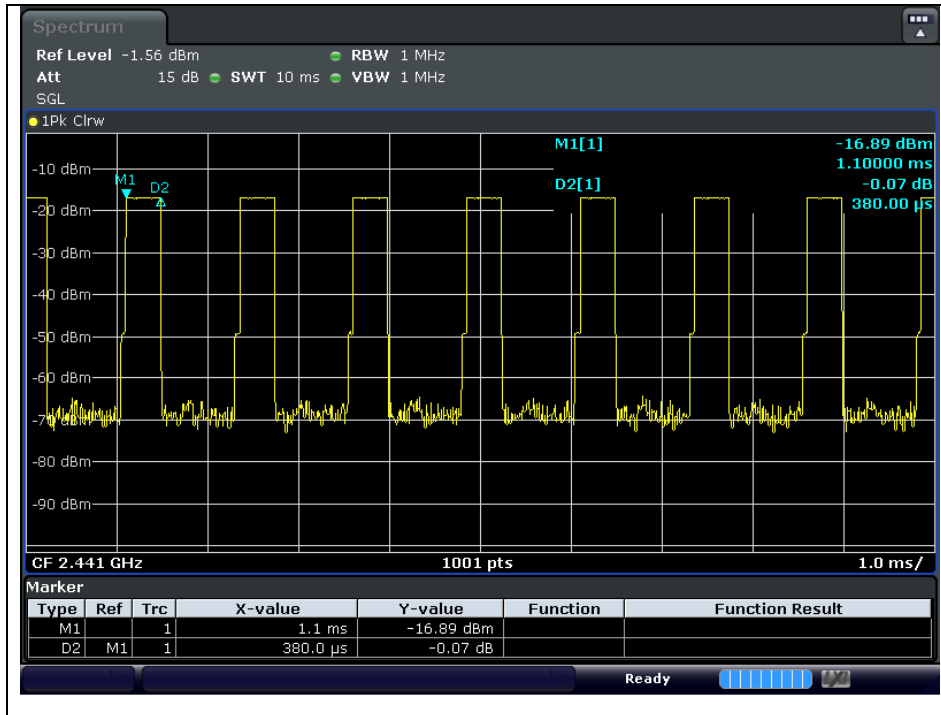 Spectrum
Ref Level -1.56 dBm RBW 1 MHz
Att 15 dB SWT 10 ms VBW 1 MHz
SGL
1Pk Clrw
M1[1] -16.89 dBm
1.10000 ms
D2[1] -0.07 dB
380.00 µs
M1
D2
-10 dBm
-20 dBm
-30 dBm
-40 dBm
-50 dBm
-60 dBm
-70 dBm
-80 dBm
-90 dBm
CF 2.441 GHz 1001 pts 1.0 ms/
Marker
Type Ref Trc X-value Y-value Function Function Result
M1 1 1.1 ms -16.89 dBm
D2 M1 1 380.0 µs -0.07 dB
Ready